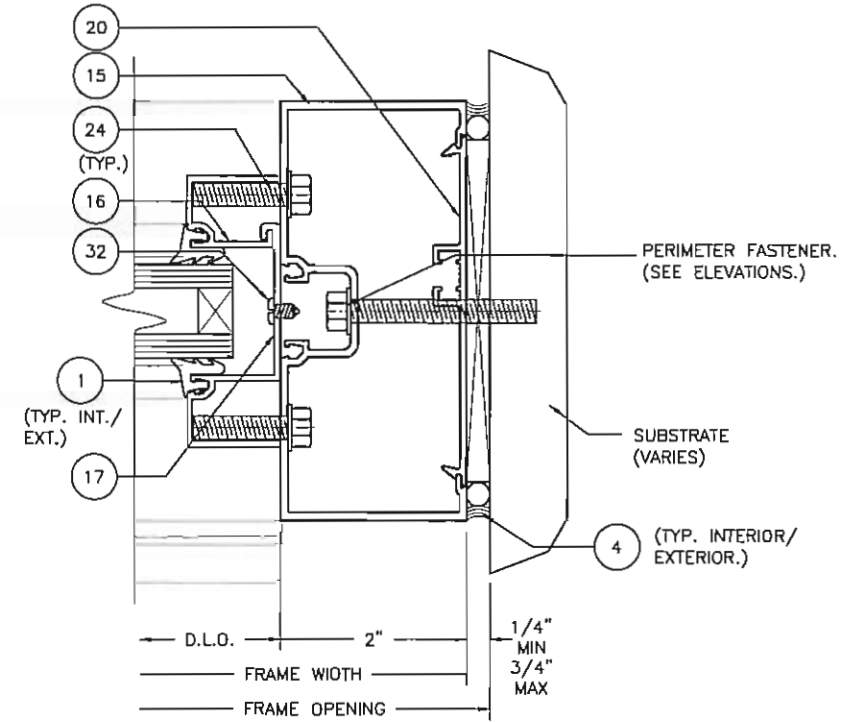 20
15
24
(TYP.)
16
32
PERIMETER FASTENER.
(SEE ELEVATIONS.)
1
(TYP. INT./
EXT.)
SUBSTRATE
(VARIES)
17
4
(TYP. INTERIOR/
EXTERIOR.)
D.L.O.
2"
1/4"
MIN
3/4"
MAX
FRAME WIDTH
FRAME OPENING